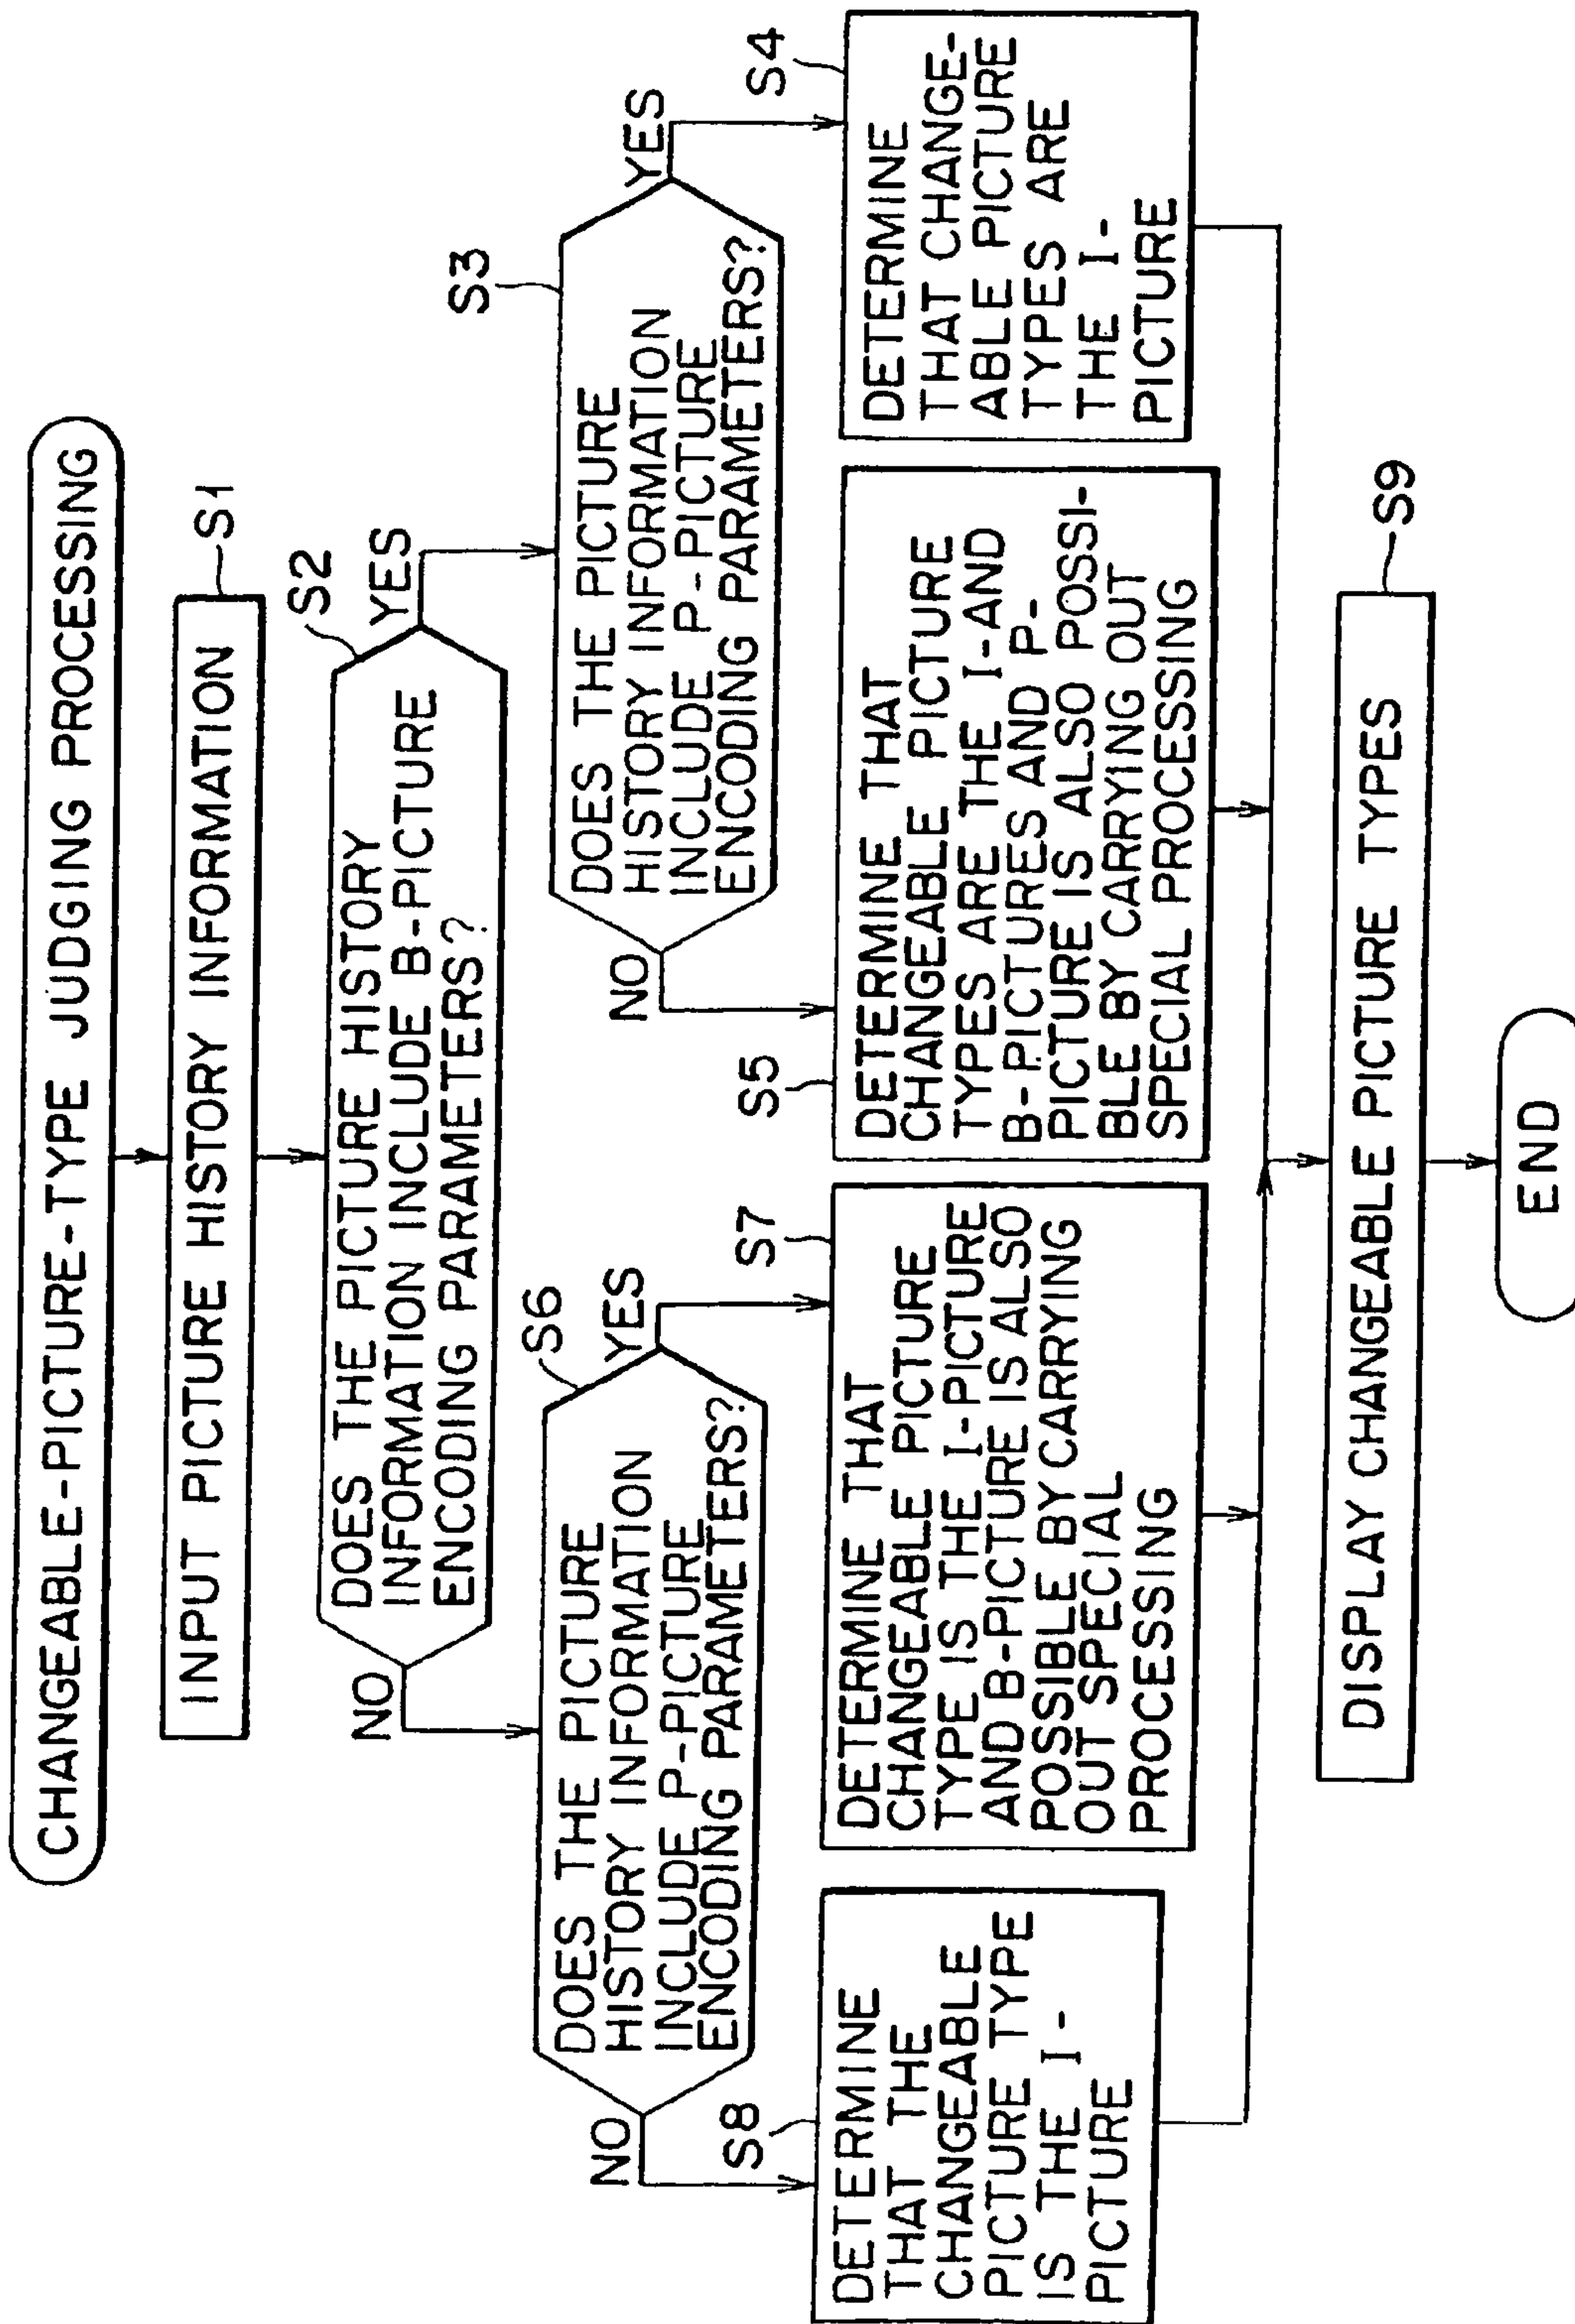 CHANGEABLE-PICTURE-TYPE JUDGING PROCESSING
INPUT PICTURE HISTORY INFORMATION
S1
S2
DOES THE PICTURE HISTORY
INFORMATION INCLUDE B-PICTURE
ENCODING PARAMETERS?
NO
YES
S6
DOES THE PICTURE
HISTORY INFORMATION
INCLUDE P-PICTURE
ENCODING PARAMETERS?
NO
YES
S3
DOES THE PICTURE
HISTORY INFORMATION
INCLUDE P-PICTURE
ENCODING PARAMETERS?
NO
YES
S8
DETERMINE
THAT THE
CHANGEABLE
PICTURE TYPE
IS THE I-
PICTURE
S7
DETERMINE THAT
CHANGEABLE PICTURE
TYPE IS THE I-PICTURE
AND B-PICTURE IS ALSO
POSSIBLE BY CARRYING
OUT SPECIAL
PROCESSING
S5
DETERMINE THAT
CHANGEABLE PICTURE
TYPES ARE THE I-AND
B-PICTURES AND P-
PICTURE IS ALSO POSSI-
BLE BY CARRYING OUT
SPECIAL PROCESSING
S4
DETERMINE
THAT CHANGE-
ABLE PICTURE
TYPES ARE
THE I-
PICTURE
DISPLAY CHANGEABLE PICTURE TYPES
S9
END